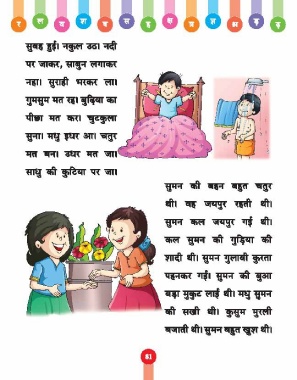 सुबह हुई। नकुल उठा। नदी
पर जाकर, साबुन लगाकर
नहा। सुराही भरकर ला।
गुमसुम मत रह। बुढ़िया का
पीछा मत कर। चुटकुला
सुना। मधु इधर आ। चतुर
मत बन। उधर मत जा।
साधु की कुटिया पर जा।
सुमन की बहन बहुत चतुर
थी। वह जयपुर रहती थी।
सुमन कल जयपुर गई थी।
कल सुमन की गुड़िया की
शादी थी। सुमन गुलाबी कुरता
पहनकर गई। सुमन की बुआ
बड़ा मुकुट लाई थी। मधु सुमन
की सखी थी। कुसुम मुरली
बजाती थी। सुमन बहुत खुश थी।
81